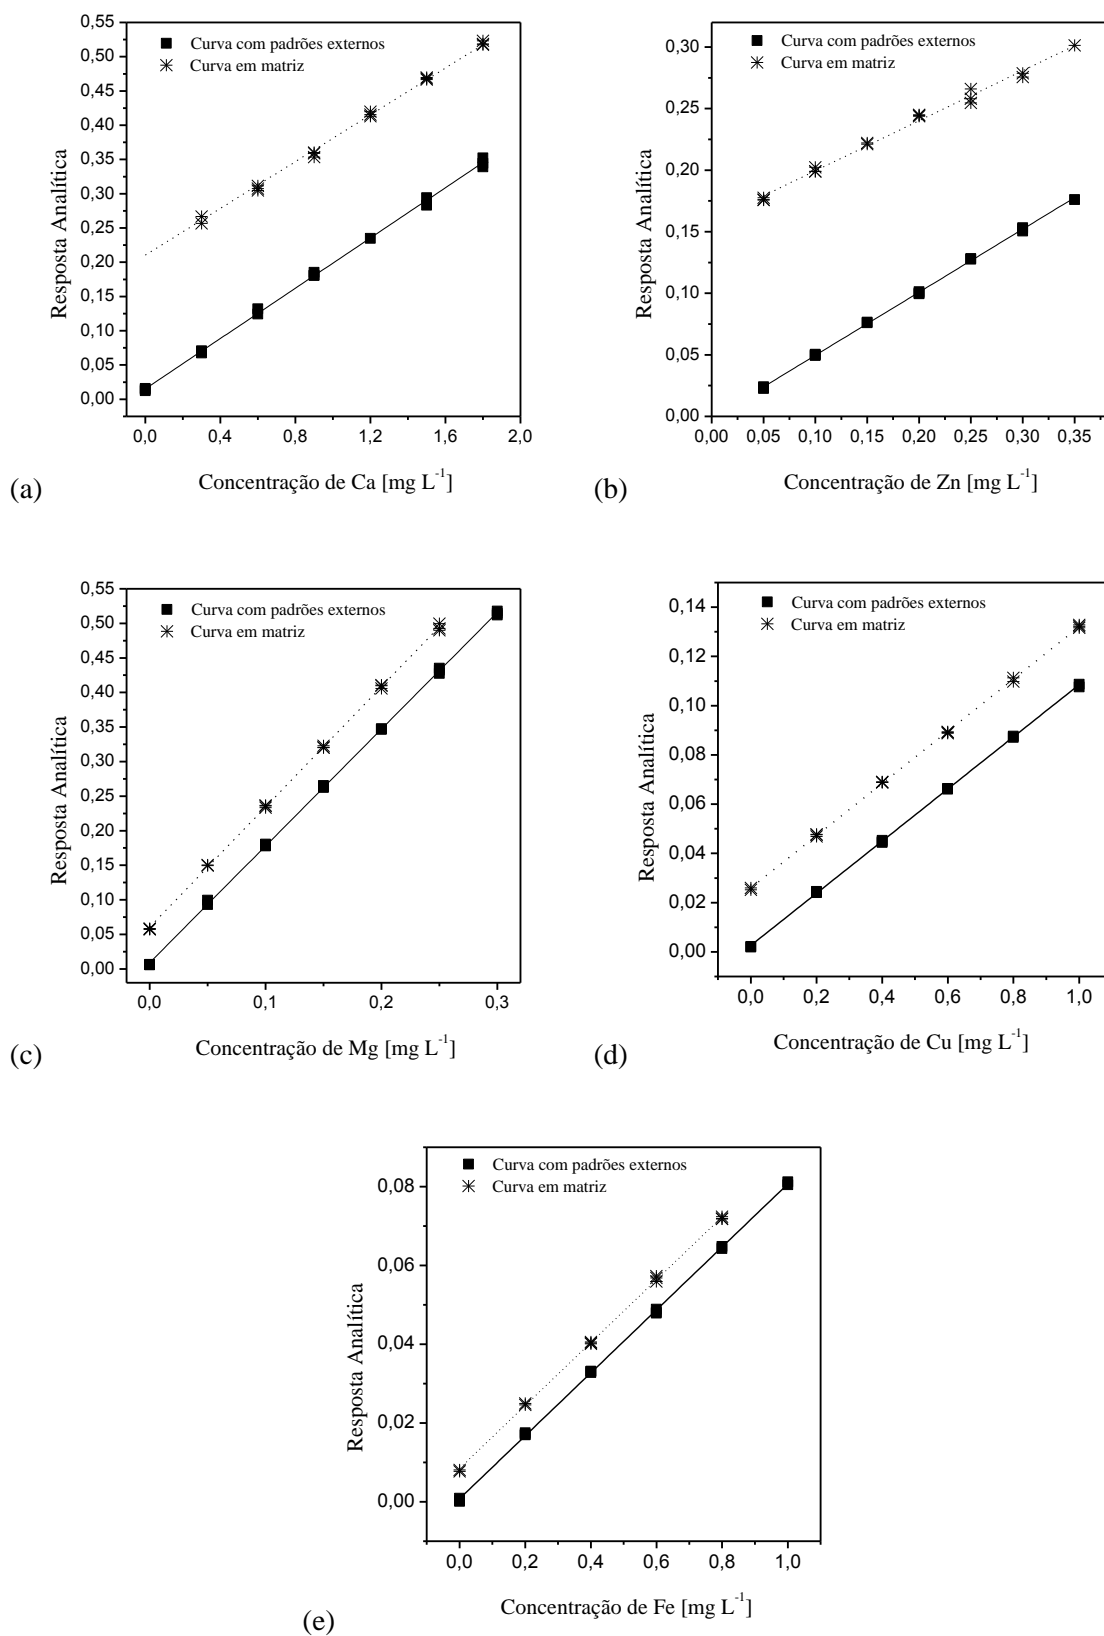 0,55
0,50
0,45
0,40
0,35
0,30
0,25
0,20
0,15
0,10
0,05
0,00
Resposta Analítica
Curva com padrões externos
Curva em matriz
0,0 0,4 0,8 1,2 1,6 2,0
(a) Concentração de Ca [mg L⁻¹]
0,30
0,25
0,20
0,15
0,10
0,05
0,00
Resposta Analítica
Curva com padrões externos
Curva em matriz
0,00 0,05 0,10 0,15 0,20 0,25 0,30 0,35
(b) Concentração de Zn [mg L⁻¹]
0,55
0,50
0,45
0,40
0,35
0,30
0,25
0,20
0,15
0,10
0,05
0,00
Resposta Analítica
Curva com padrões externos
Curva em matriz
0,0 0,1 0,2 0,3
(c) Concentração de Mg [mg L⁻¹]
0,14
0,12
0,10
0,08
0,06
0,04
0,02
0,00
Resposta Analítica
Curva com padrões externos
Curva em matriz
0,0 0,2 0,4 0,6 0,8 1,0
(d) Concentração de Cu [mg L⁻¹]
0,08
0,06
0,04
0,02
0,00
Resposta Analítica
Curva com padrões externos
Curva em matriz
0,0 0,2 0,4 0,6 0,8 1,0
(e) Concentração de Fe [mg L⁻¹]